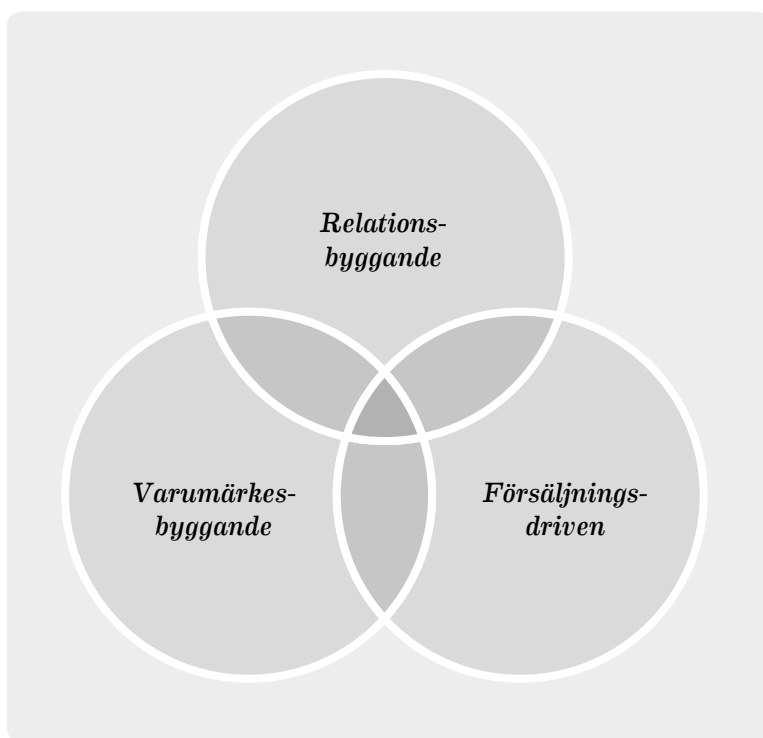 Relations-
byggande
Varumärkes-
byggande
Försäljnings-
driven